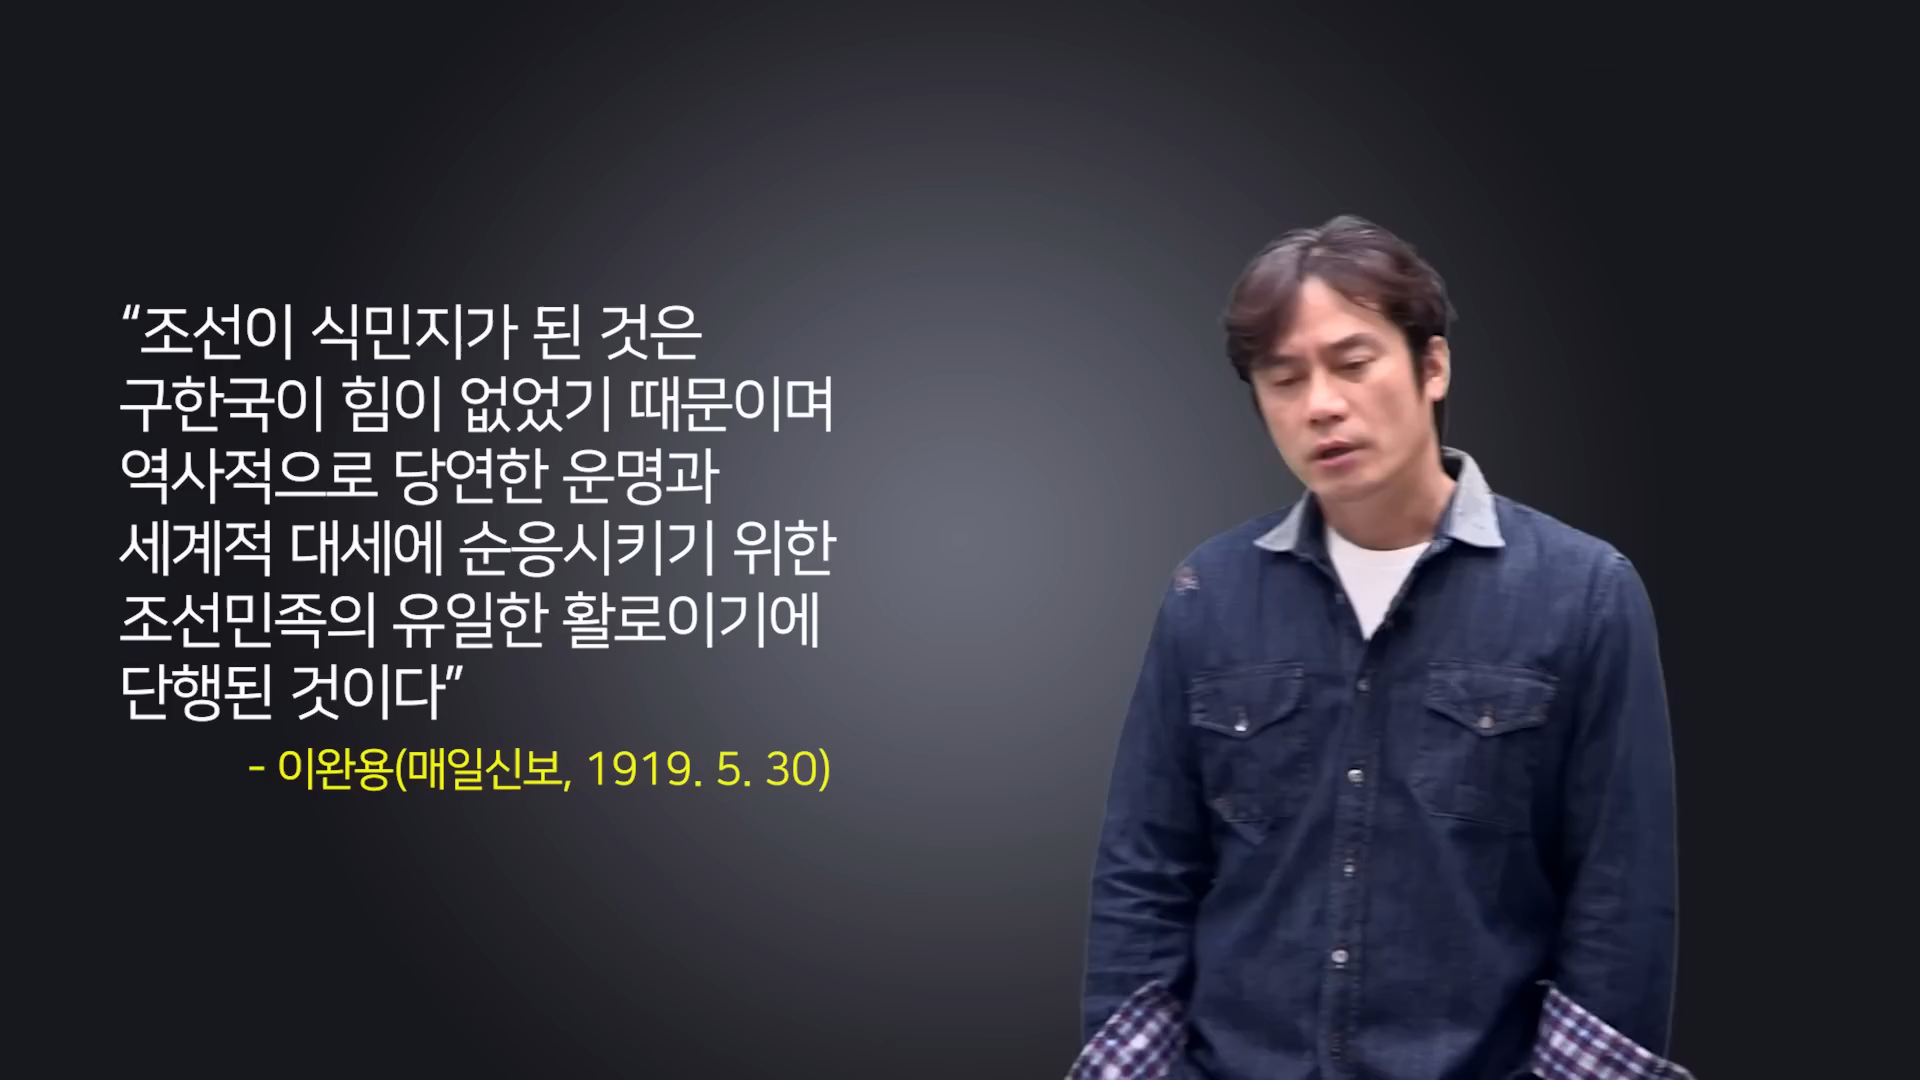 “조선이 식민지가 된 것은
구한국이 힘이 없었기 때문이며
역사적으로 당연한 운명과
세계적 대세에 순응시키기 위한
조선민족의 유일한 활로이기에
단행된 것이다”
- 이완용(매일신보, 1919. 5. 30)